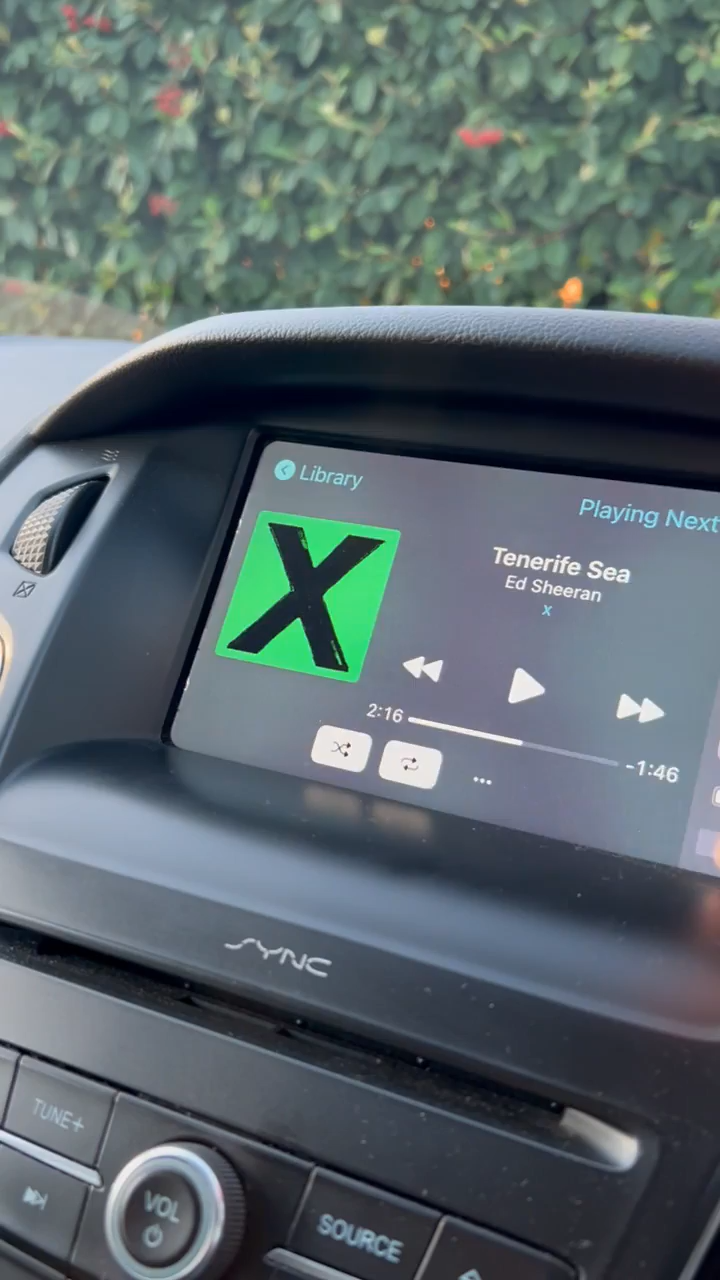 Library
Playing Next
X
Tenerife Sea
Ed Sheeran
x
2:16
-1:46
SYNC
TUNE+
VOL
SOURCE